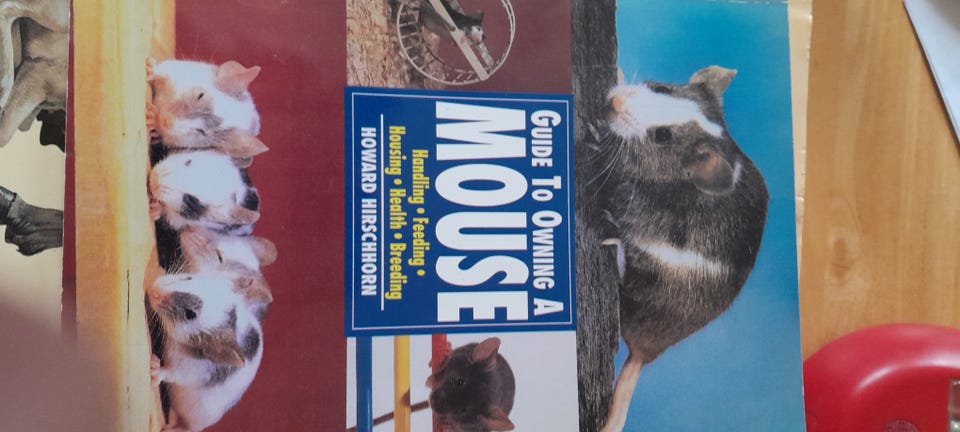 GUIDE TO OWNING A
MOUSE
Handling • Feeding •
Housing • Health • Breeding
HOWARD HIRSCHHORN